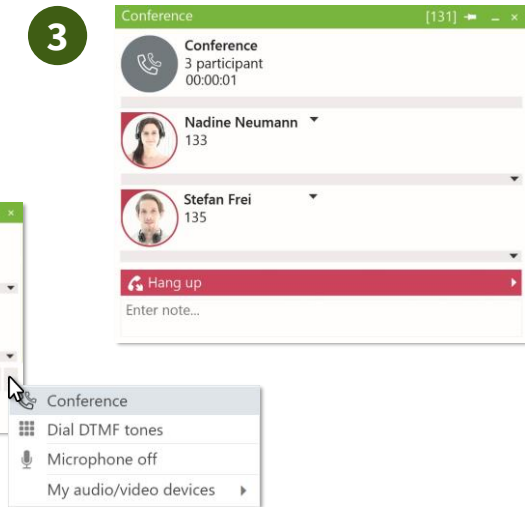 3
Conference [131]
Conference
3 participant
00:00:01
Nadine Neumann
133
Stefan Frei
135
Hang up
Enter note...
Conference
Dial DTMF tones
Microphone off
My audio/video devices